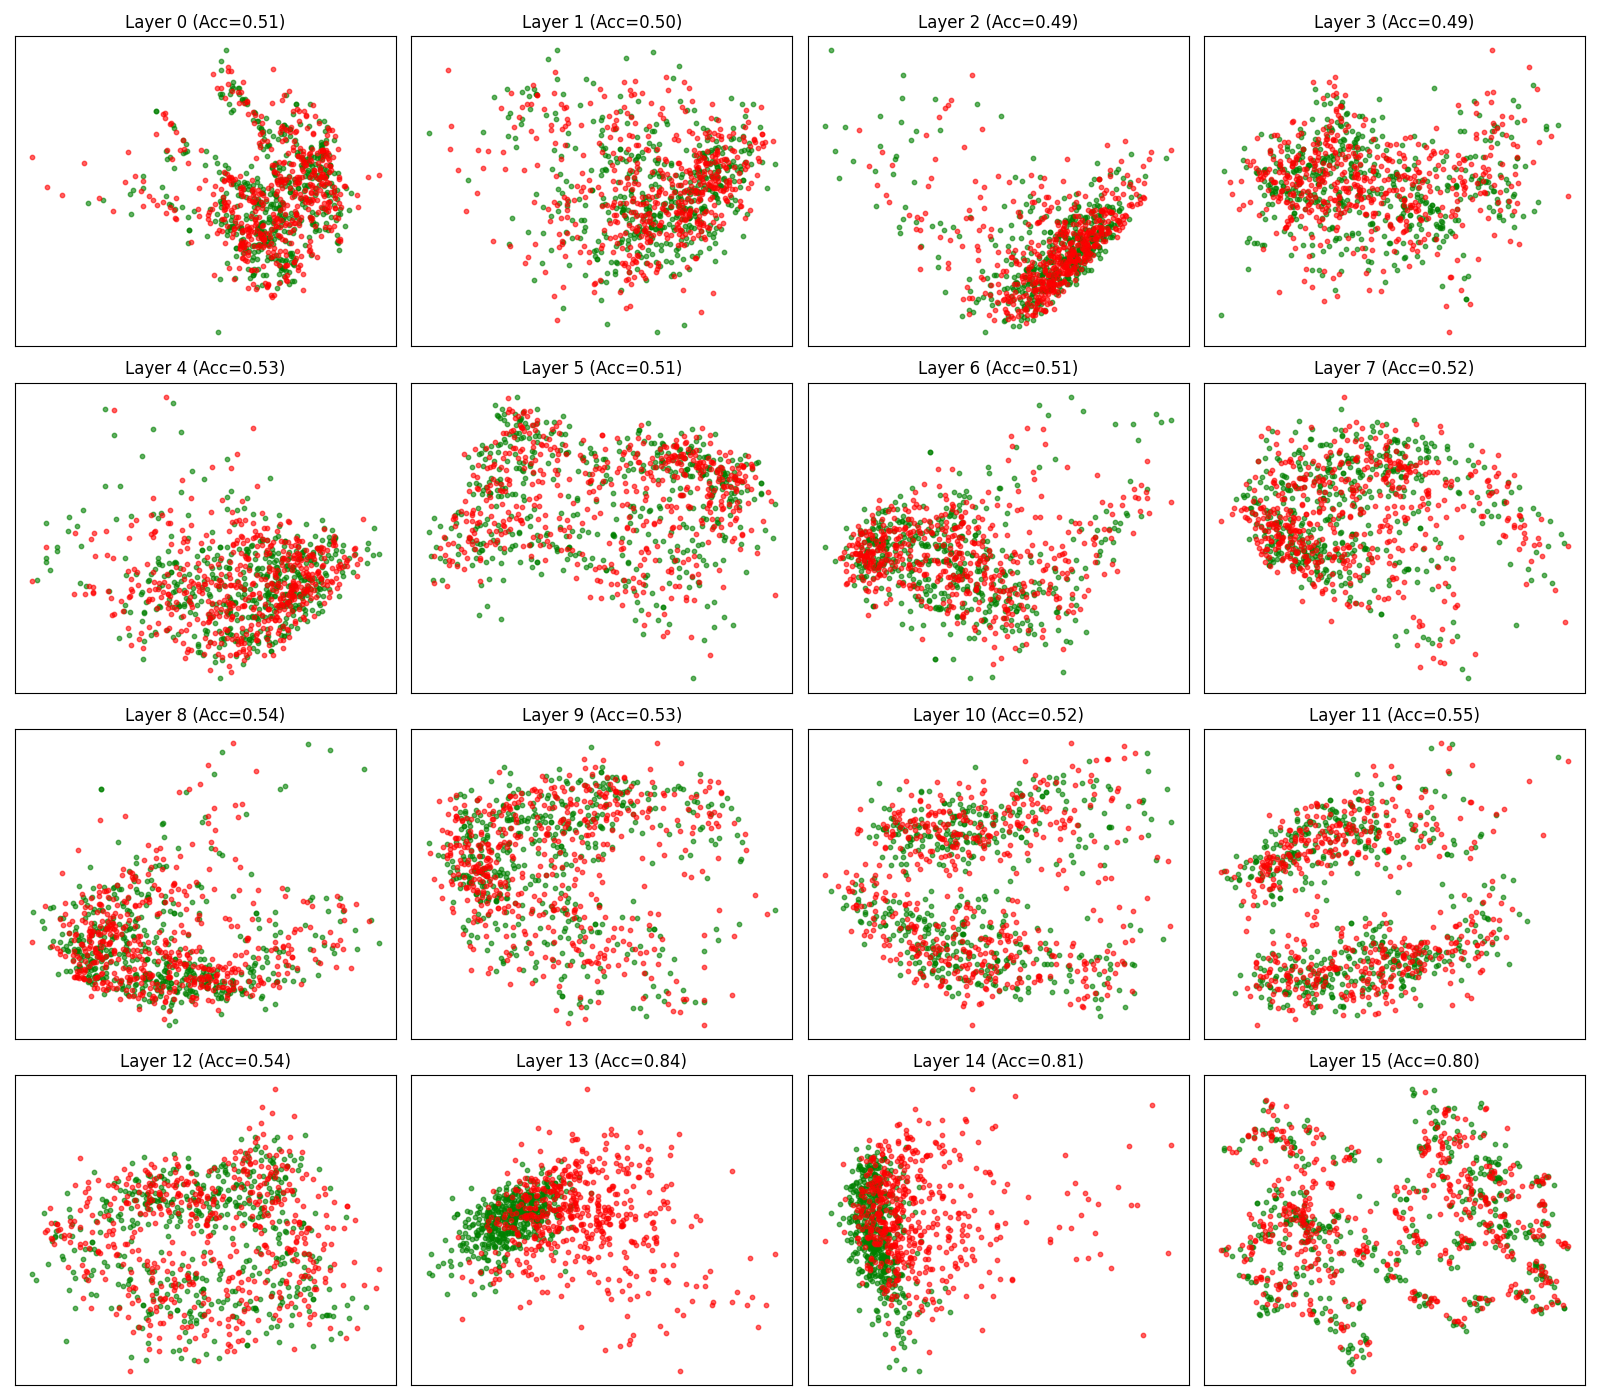 Layer 0 (Acc=0.51)
Layer 1 (Acc=0.50)
Layer 2 (Acc=0.49)
Layer 3 (Acc=0.49)
Layer 4 (Acc=0.53)
Layer 5 (Acc=0.51)
Layer 6 (Acc=0.51)
Layer 7 (Acc=0.52)
Layer 8 (Acc=0.54)
Layer 9 (Acc=0.53)
Layer 10 (Acc=0.52)
Layer 11 (Acc=0.55)
Layer 12 (Acc=0.54)
Layer 13 (Acc=0.84)
Layer 14 (Acc=0.81)
Layer 15 (Acc=0.80)